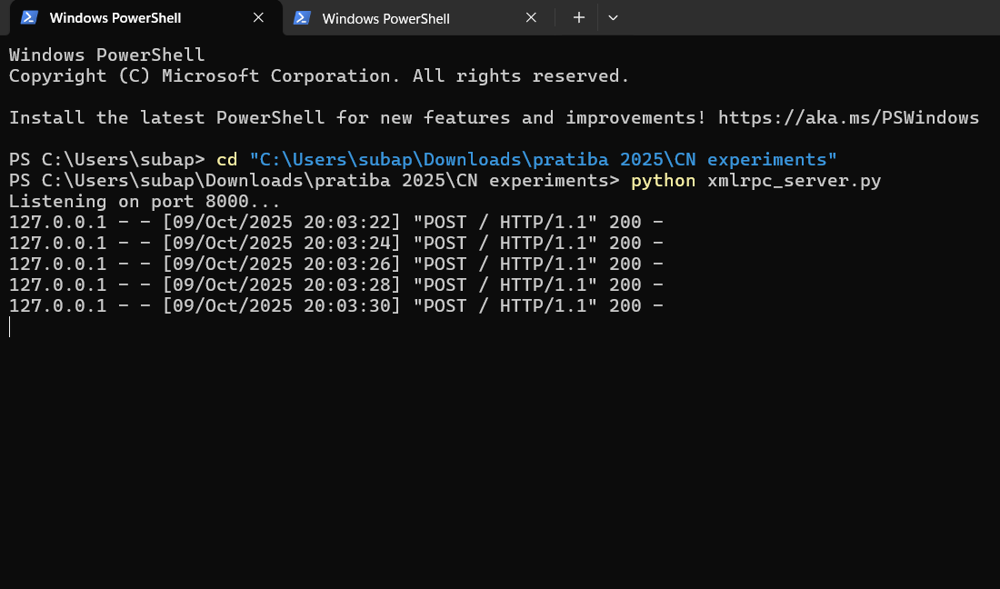 Windows PowerShell
Windows PowerShell
Windows PowerShell
Copyright (C) Microsoft Corporation. All rights reserved.
Install the latest PowerShell for new features and improvements! https://aka.ms/PSWindows
PS C:\Users\subap> cd "C:\Users\subap\Downloads\pratiba 2025\CN experiments"
PS C:\Users\subap\Downloads\pratiba 2025\CN experiments> python xmlrpc_server.py
Listening on port 8000...
127.0.0.1 - - [09/Oct/2025 20:03:22] "POST / HTTP/1.1" 200 -
127.0.0.1 - - [09/Oct/2025 20:03:24] "POST / HTTP/1.1" 200 -
127.0.0.1 - - [09/Oct/2025 20:03:26] "POST / HTTP/1.1" 200 -
127.0.0.1 - - [09/Oct/2025 20:03:28] "POST / HTTP/1.1" 200 -
127.0.0.1 - - [09/Oct/2025 20:03:30] "POST / HTTP/1.1" 200 -